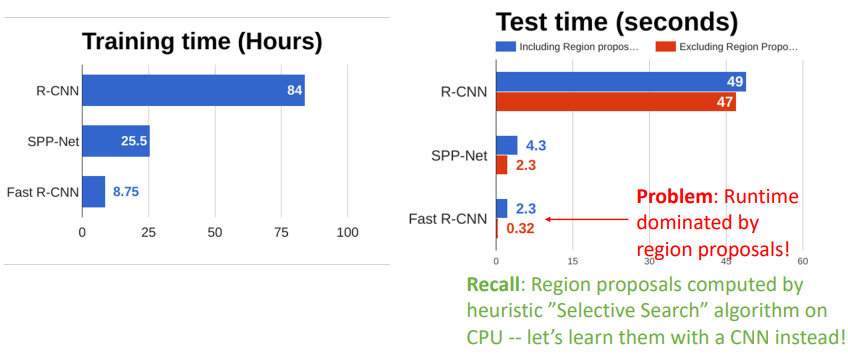 Training time (Hours)
R-CNN
84
SPP-Net
25.5
Fast R-CNN
8.75
0 25 50 75 100
Test time (seconds)
Including Region propos… Excluding Region Propo…
R-CNN
49
47
SPP-Net
4.3
2.3
Fast R-CNN
2.3
0.32
0 15 30 45 60
Problem: Runtime
dominated by
region proposals!
Recall: Region proposals computed by
heuristic ”Selective Search” algorithm on
CPU -- let’s learn them with a CNN instead!